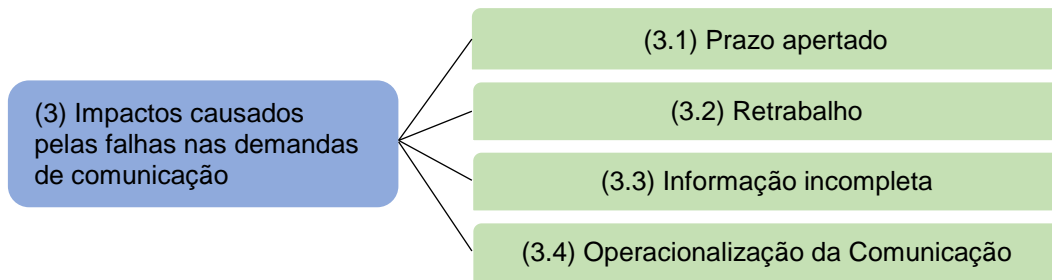 (3) Impactos causados
pelas falhas nas demandas
de comunicação
(3.1) Prazo apertado
(3.2) Retrabalho
(3.3) Informação incompleta
(3.4) Operacionalização da Comunicação